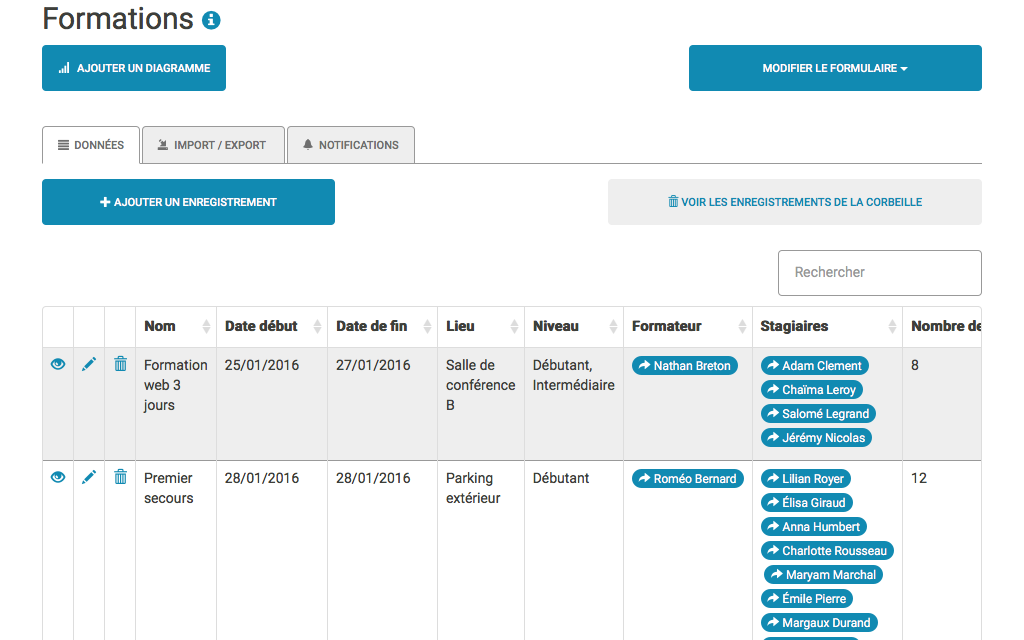 Formations
AJOUTER UN DIAGRAMME
MODIFIER LE FORMULAIRE
DONNÉES
IMPORT / EXPORT
NOTIFICATIONS
AJOUTER UN ENREGISTREMENT
VOIR LES ENREGISTREMENTS DE LA CORBEILLE
Rechercher
Nom Date début Date de fin Lieu Niveau Formateur Stagiaires Nombre de
Formation
web 3
jours
25/01/2016
27/01/2016
Salle de
conférence
B
Débutant,
Intermédiaire
Nathan Breton
Adam Clement
Chaïma Leroy
Salomé Legrand
Jérémy Nicolas
8
Premier
secours
28/01/2016
28/01/2016
Parking
extérieur
Débutant
Roméo Bernard
Lilian Royer
Élisa Giraud
Anna Humbert
Charlotte Rousseau
Maryam Marchal
Émile Pierre
Margaux Durand
12